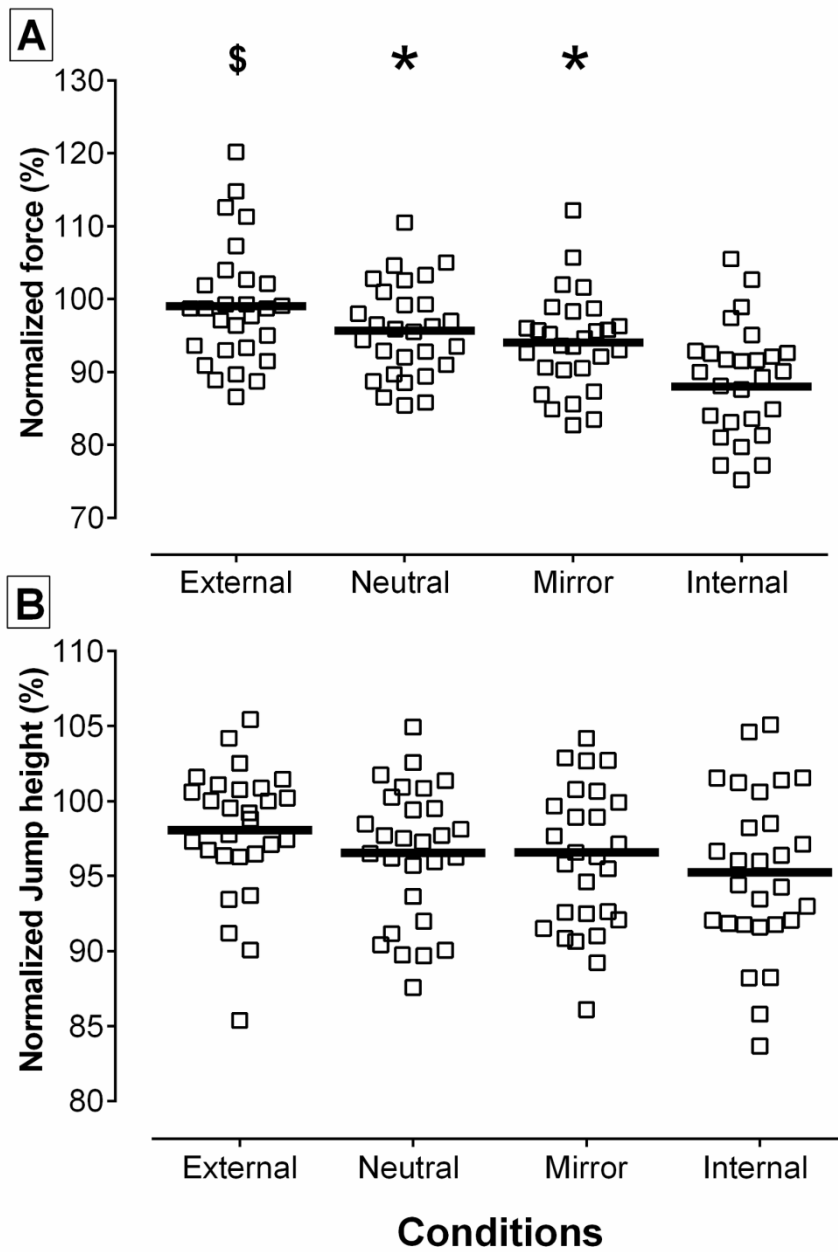 A
$ * *
Normalized force (%)
130
120
110
100
90
80
70
External Neutral Mirror Internal
B
Normalized Jump height (%)
110
105
100
95
90
85
80
External Neutral Mirror Internal
Conditions